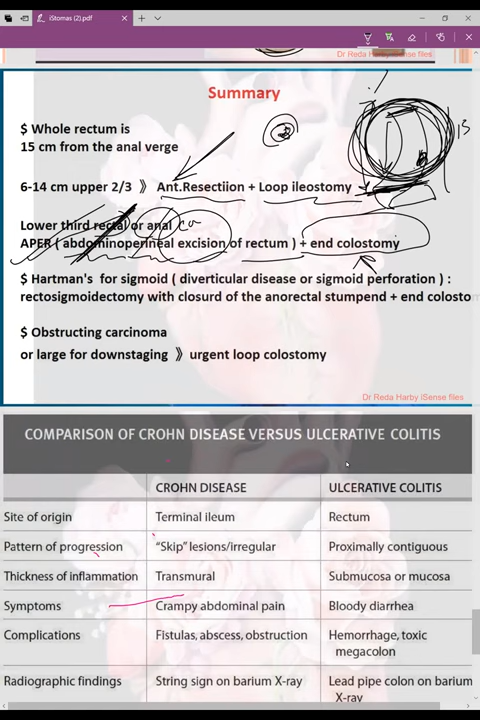 iStomas (2).pdf
Dr Reda Harby iSense files
Summary
$ Whole rectum is
15 cm from the anal verge
15
6-14 cm upper 2/3 》 Ant.Resectiion + Loop ileostomy
Lower third rectal or anal ca
APER ( abdominoperineal excision of rectum ) + end colostomy
$ Hartman's for sigmoid ( diverticular disease or sigmoid perforation ) :
rectosigmoidectomy with closurd of the anorectal stumpend + end colostom
$ Obstructing carcinoma
or large for downstaging 》 urgent loop colostomy
Dr Reda Harby iSense files
COMPARISON OF CROHN DISEASE VERSUS ULCERATIVE COLITIS
CROHN DISEASE ULCERATIVE COLITIS
Site of origin Terminal ileum Rectum
Pattern of progression “Skip” lesions/irregular Proximally contiguous
Thickness of inflammation Transmural Submucosa or mucosa
Symptoms Crampy abdominal pain Bloody diarrhea
Complications Fistulas, abscess, obstruction Hemorrhage, toxic
megacolon
Radiographic findings String sign on barium X-ray Lead pipe colon on barium
X-ray